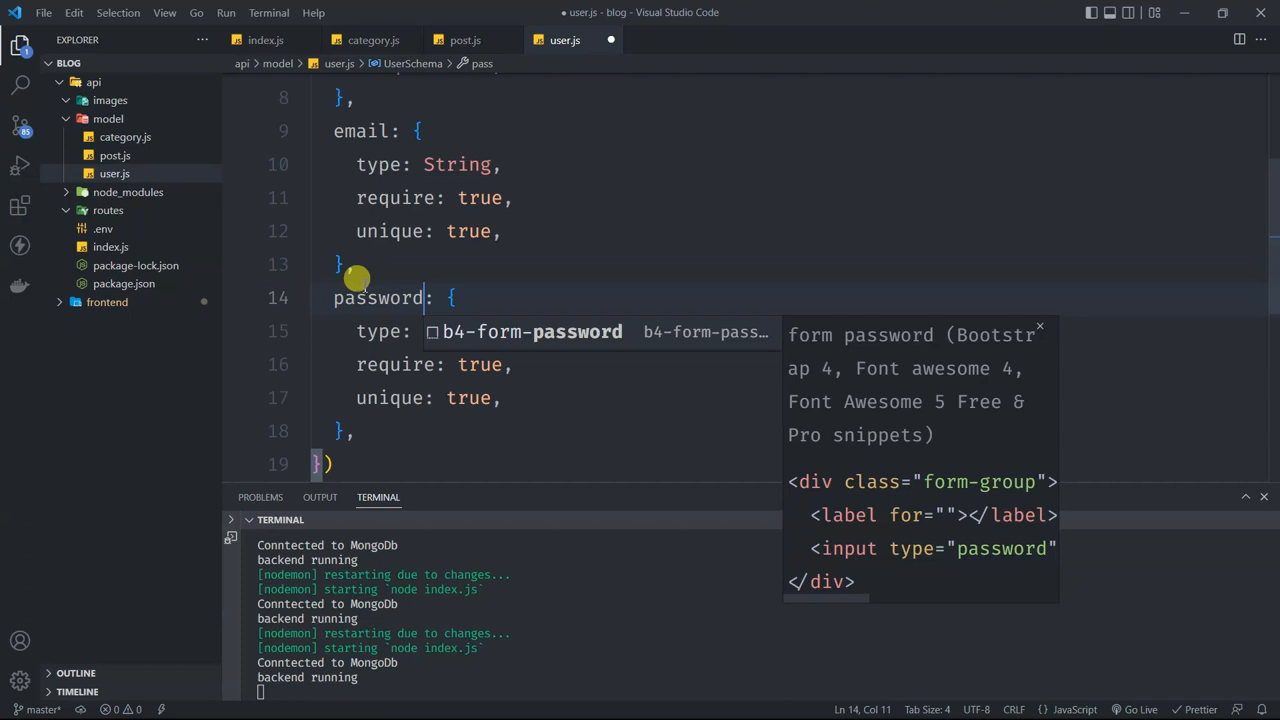 File Edit Selection View Go Run Terminal Help
● user.js - blog - Visual Studio Code
EXPLORER
index.js
category.js
post.js
user.js
1
BLOG
api > model > user.js > UserSchema > pass
api
images
model
category.js
post.js
user.js
node_modules
routes
.env
index.js
package-lock.json
package.json
frontend
85
8 },
9 email: {
10 type: String,
11 require: true,
12 unique: true,
13 },
14 password: {
15 type:
16 require: true,
17 unique: true,
18 },
19 })
b4-form-password b4-form-pass…
form password (Bootstr
ap 4, Font awesome 4,
Font Awesome 5 Free &
Pro snippets)
<div class="form-group">
<label for=""></label>
<input type="password"
</div>
PROBLEMS OUTPUT TERMINAL
TERMINAL
Conntected to MongoDb
backend running
[nodemon] restarting due to changes...
[nodemon] starting `node index.js`
Conntected to MongoDb
backend running
[nodemon] restarting due to changes...
[nodemon] starting `node index.js`
Conntected to MongoDb
backend running
OUTLINE
TIMELINE
master* 0 0 Ln 14, Col 11 Tab Size: 4 UTF-8 CRLF {} JavaScript Go Live Prettier